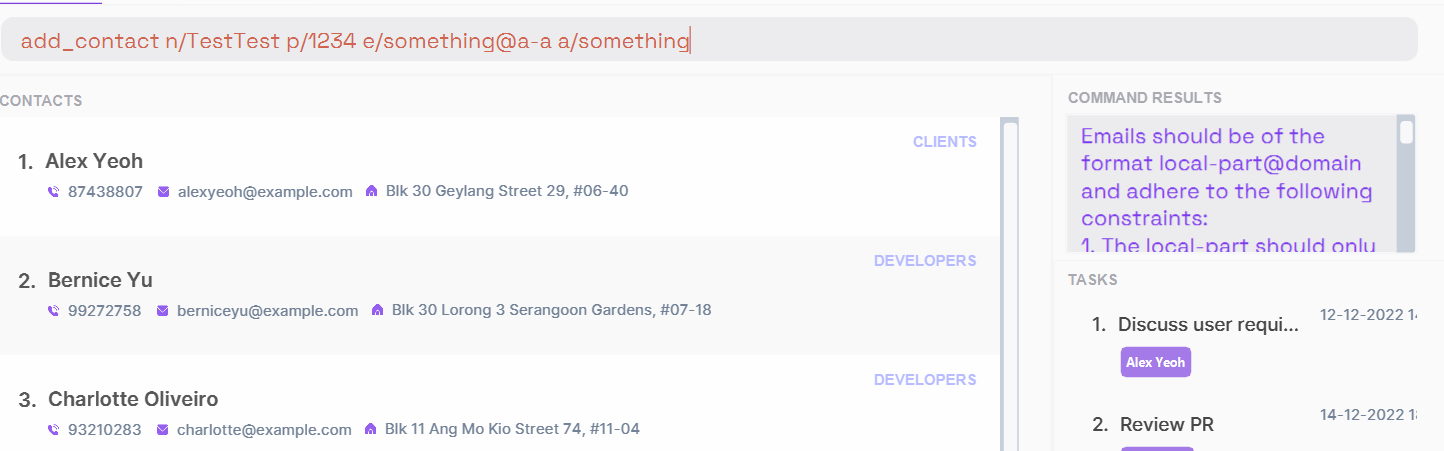 add_contact n/TestTest p/1234 e/something@a-a a/something
CONTACTS
CLIENTS
1. Alex Yeoh
87438807 alexyeoh@example.com Blk 30 Geylang Street 29, #06-40
DEVELOPERS
2. Bernice Yu
99272758 berniceyu@example.com Blk 30 Lorong 3 Serangoon Gardens, #07-18
DEVELOPERS
3. Charlotte Oliveiro
93210283 charlotte@example.com Blk 11 Ang Mo Kio Street 74, #11-04
COMMAND RESULTS
Emails should be of the
format local-part@domain
and adhere to the following
constraints:
1. The local-part should only
TASKS
1. Discuss user requi... 12-12-2022
Alex Yeoh
2. Review PR 14-12-2022